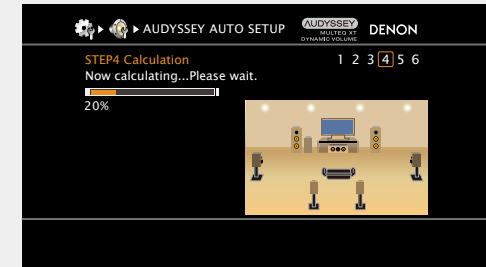 AUDYSSEY AUTO SETUP
AUDYSSEY
MULTEQ XT
DYNAMIC VOLUME
DENON
STEP4 Calculation
1 2 3 4 5 6
Now calculating...Please wait.
20%